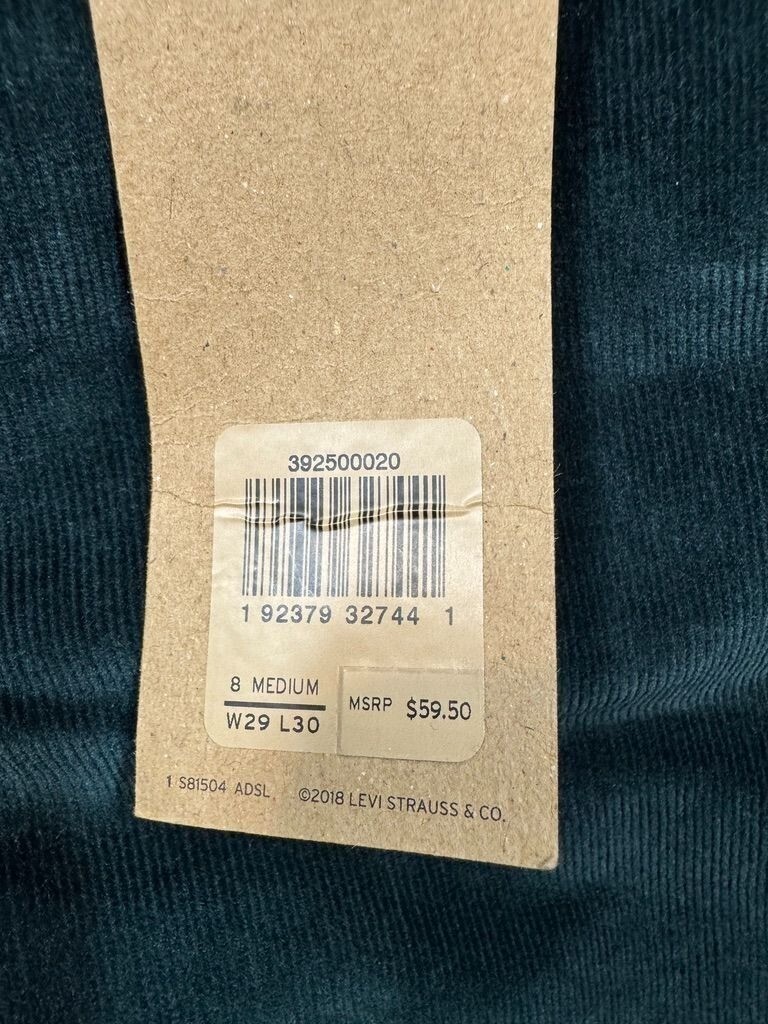 392500020
1 92379 32744 1
8 MEDIUM
W29 L30
MSRP $59.50
1 S81504 ADSL
©2018 LEVI STRAUSS & CO.